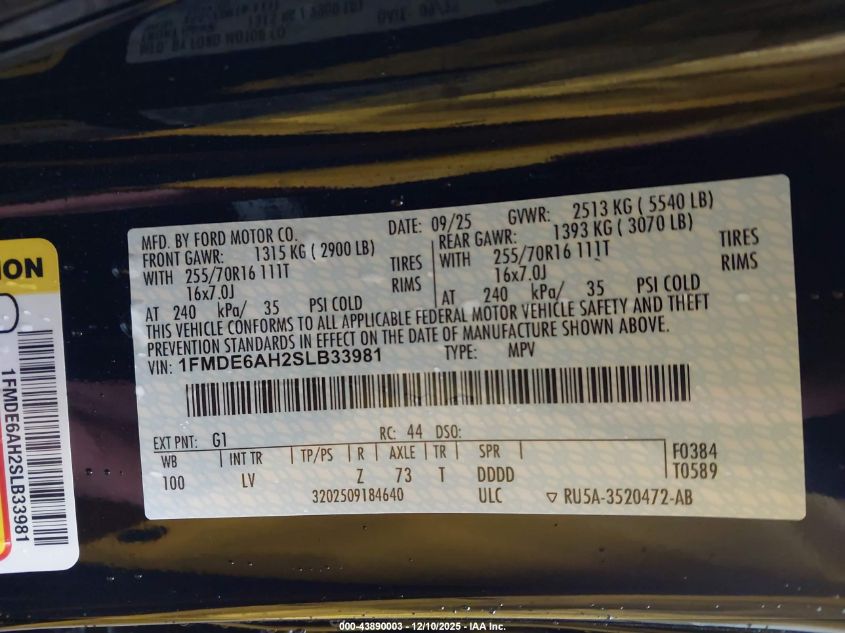 MFD. BY FORD MOTOR CO.
DATE: 09/25 GVWR: 2513 KG ( 5540 LB)
FRONT GAWR: 1315 KG ( 2900 LB)
REAR GAWR: 1393 KG ( 3070 LB)
WITH 255/70R16 111T TIRES
WITH 255/70R16 111T TIRES
16x7.0J RIMS
16x7.0J RIMS
AT 240 kPa/ 35 PSI COLD
AT 240 kPa/ 35 PSI COLD
THIS VEHICLE CONFORMS TO ALL APPLICABLE FEDERAL MOTOR VEHICLE SAFETY AND THEFT
PREVENTION STANDARDS IN EFFECT ON THE DATE OF MANUFACTURE SHOWN ABOVE.
VIN: 1FMDE6AH2SLB33981 TYPE: MPV
EXT PNT: G1 RC: 44 DSO:
WB INT TR TP/PS R AXLE TR SPR F0384
100 LV Z 73 T DDDD T0589
3202509184640 ULC ▽ RU5A-3520472-AB
ION
1FMDE6AH2SLB33981
000-43890003 - 12/10/2025 - IAA Inc.